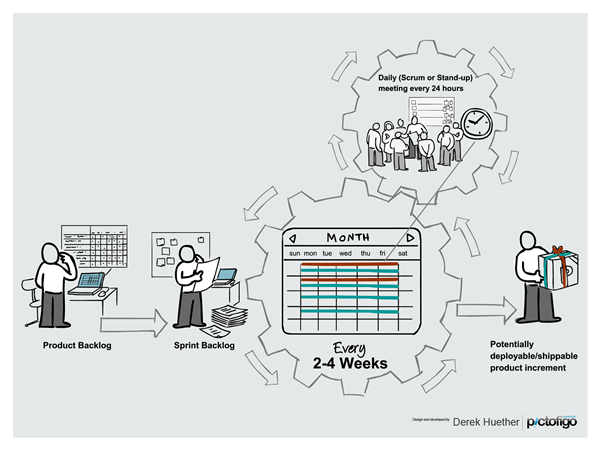 Daily (Scrum or Stand-up)
meeting every 24 hours
MONTH
sun mon tue wed thu fri sat
Product Backlog
Sprint Backlog
Every
2-4 Weeks
Potentially
deployable/shippable
product increment
Design and developed by Derek Huether pictofigo